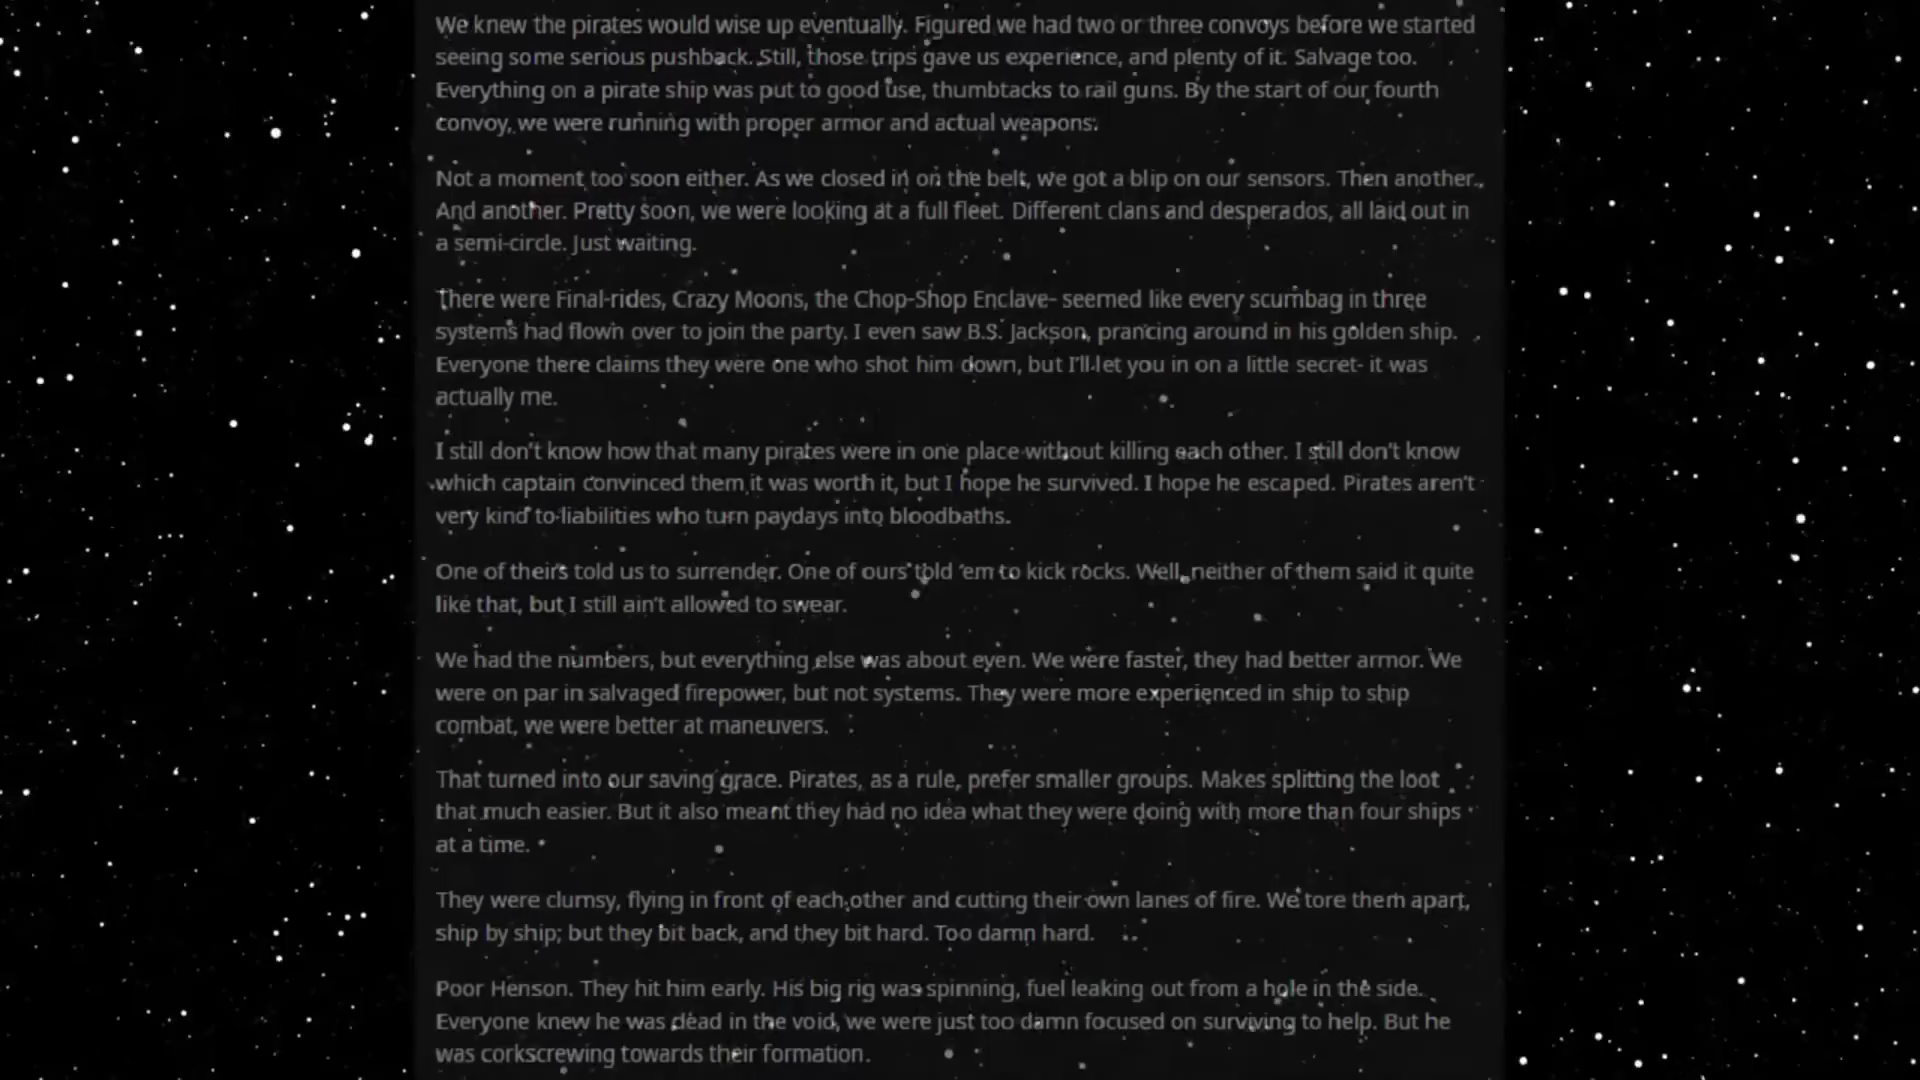 We knew the pirates would wise up eventually. Figured we had two or three convoys before we started
seeing some serious pushback. Still, those trips gave us experience, and plenty of it. Salvage too.
Everything on a pirate ship was put to good use, thumbtacks to rail guns. By the start of our fourth
convoy, we were running with proper armor and actual weapons.
Not a moment too soon either. As we closed in on the belt, we got a blip on our sensors. Then another.
And another. Pretty soon, we were looking at a full fleet. Different clans and desperados, all laid out in
a semi-circle. Just waiting.
There were Final-rides, Crazy Moons, the Chop-Shop Enclave- seemed like every scumbag in three
systems had flown over to join the party. I even saw B.S. Jackson, prancing around in his golden ship.
Everyone there claims they were one who shot him down, but I'll let you in on a little secret- it was
actually me.
I still don't know how that many pirates were in one place without killing each other. I still don't know
which captain convinced them it was worth it, but I hope he survived. I hope he escaped. Pirates aren't
very kind to liabilities who turn paydays into bloodbaths.
One of theirs told us to surrender. One of ours told 'em to kick rocks. Well, neither of them said it quite
like that, but I still ain't allowed to swear.
We had the numbers, but everything else was about even. We were faster, they had better armor. We
were on par in salvaged firepower, but not systems. They were more experienced in ship to ship
combat, we were better at maneuvers.
That turned into our saving grace. Pirates, as a rule, prefer smaller groups. Makes splitting the loot
that much easier. But it also meant they had no idea what they were doing with more than four ships
at a time.
They were clumsy, flying in front of each other and cutting their own lanes of fire. We tore them apart,
ship by ship; but they bit back, and they bit hard. Too damn hard.
Poor Henson. They hit him early. His big rig was spinning, fuel leaking out from a hole in the side.
Everyone knew he was dead in the void, we were just too damn focused on surviving to help. But he
was corkscrewing towards their formation.